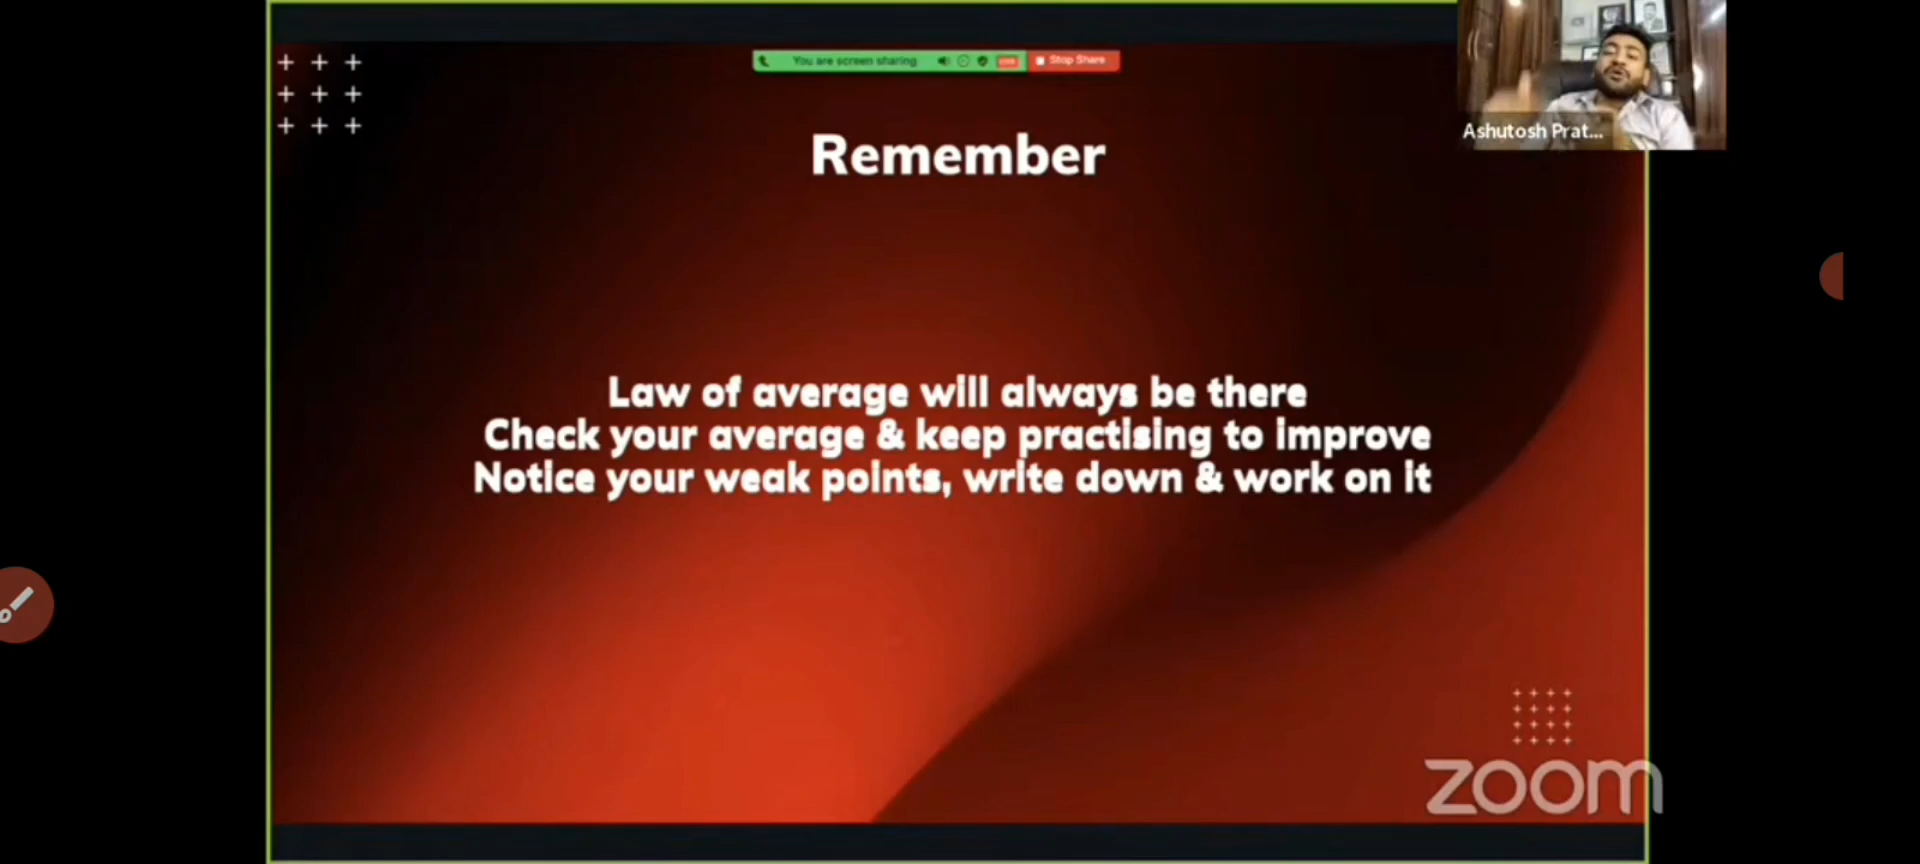 You are screen sharing
LIVE
Stop Share
Ashutosh Prat...
Remember
Law of average will always be there
Check your average & keep practising to improve
Notice your weak points, write down & work on it
zoom